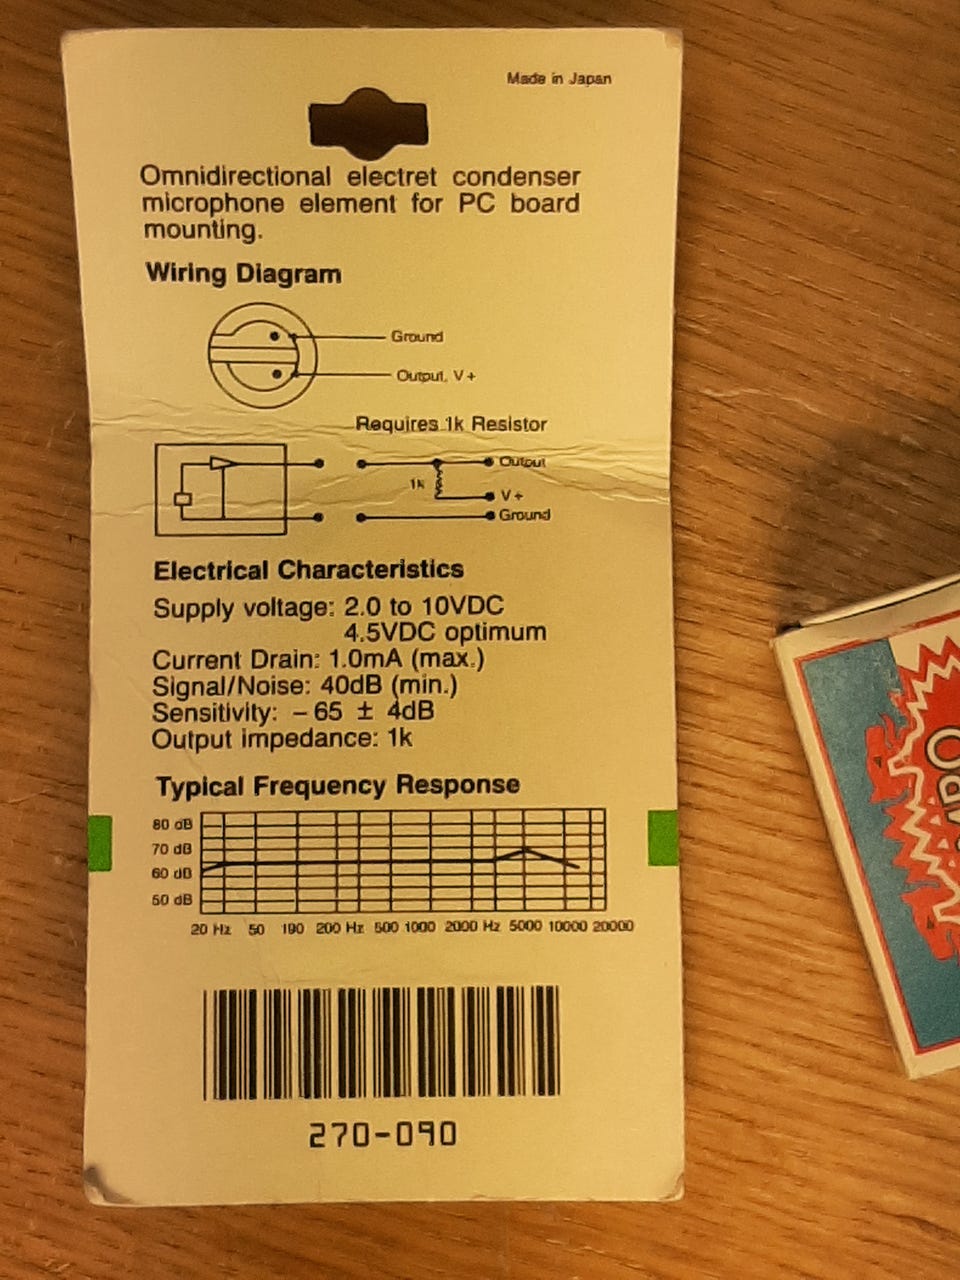 Made in Japan
Omnidirectional electret condenser
microphone element for PC board
mounting.
Wiring Diagram
Ground
Output, V+
Requires 1k Resistor
Output
1k
V+
Ground
Electrical Characteristics
Supply voltage: 2.0 to 10VDC
4.5VDC optimum
Current Drain: 1.0mA (max.)
Signal/Noise: 40dB (min.)
Sensitivity: – 65 ± 4dB
Output impedance: 1k
Typical Frequency Response
80 dB
70 dB
60 dB
50 dB
20 Hz 50 100 200 Hz 500 1000 2000 Hz 5000 10000 20000
270-090